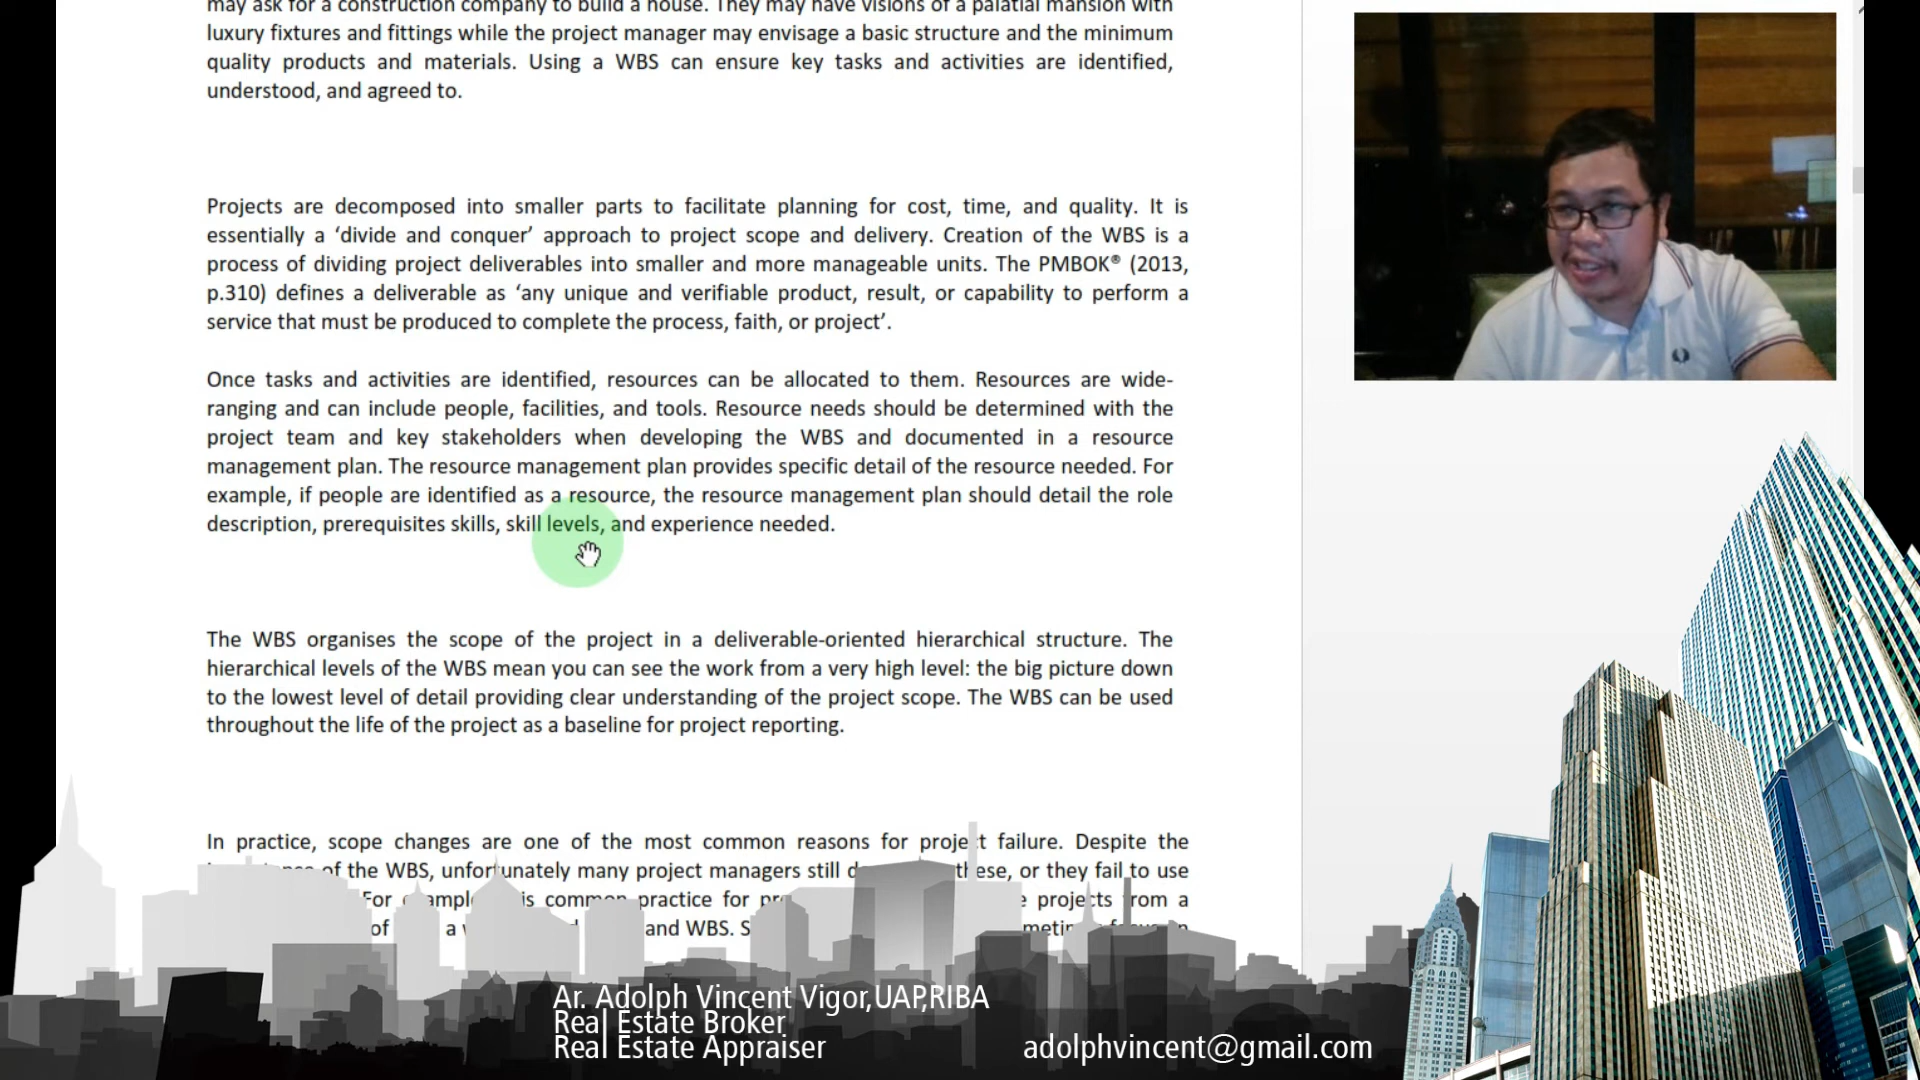 may ask for a construction company to build a house. They may have visions of a palatial mansion with
luxury fixtures and fittings while the project manager may envisage a basic structure and the minimum
quality products and materials. Using a WBS can ensure key tasks and activities are identified,
understood, and agreed to.
Projects are decomposed into smaller parts to facilitate planning for cost, time, and quality. It is
essentially a ‘divide and conquer’ approach to project scope and delivery. Creation of the WBS is a
process of dividing project deliverables into smaller and more manageable units. The PMBOK® (2013,
p.310) defines a deliverable as ‘any unique and verifiable product, result, or capability to perform a
service that must be produced to complete the process, faith, or project’.
Once tasks and activities are identified, resources can be allocated to them. Resources are wide-
ranging and can include people, facilities, and tools. Resource needs should be determined with the
project team and key stakeholders when developing the WBS and documented in a resource
management plan. The resource management plan provides specific detail of the resource needed. For
example, if people are identified as a resource, the resource management plan should detail the role
description, prerequisites skills, skill levels, and experience needed.
The WBS organises the scope of the project in a deliverable-oriented hierarchical structure. The
hierarchical levels of the WBS mean you can see the work from a very high level: the big picture down
to the lowest level of detail providing clear understanding of the project scope. The WBS can be used
throughout the life of the project as a baseline for project reporting.
In practice, scope changes are one of the most common reasons for project failure. Despite the
of the WBS, unfortunately many project managers still these, or they fail to use
For is common practice for projects from a
of a and WBS.
Ar. Adolph Vincent Vigor,UAP,RIBA
Real Estate Broker
Real Estate Appraiser
adolphvincent@gmail.com